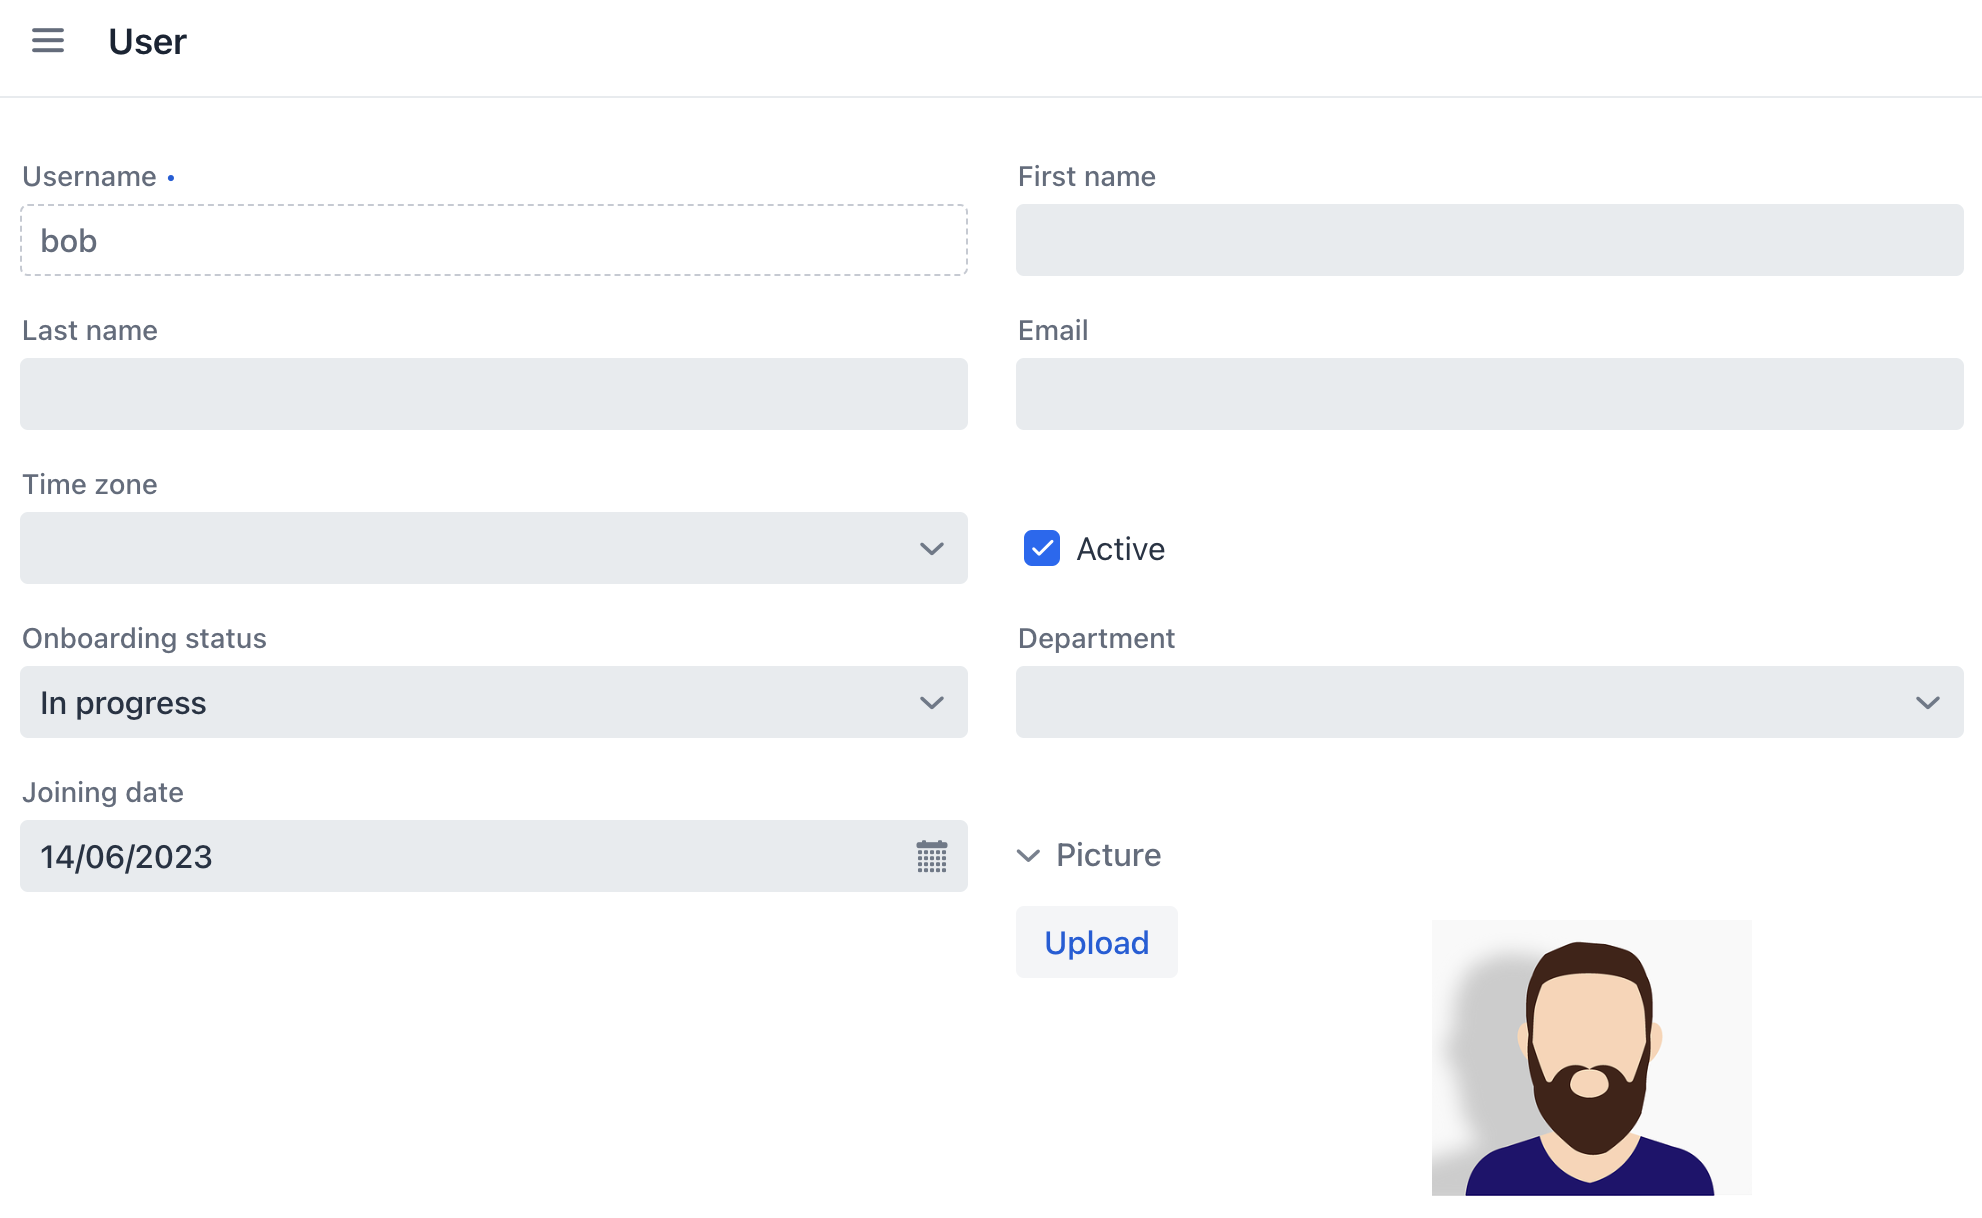 User
Username
First name
bob
Last name
Email
Time zone
Active
Onboarding status
Department
In progress
Joining date
14/06/2023
Picture
Upload